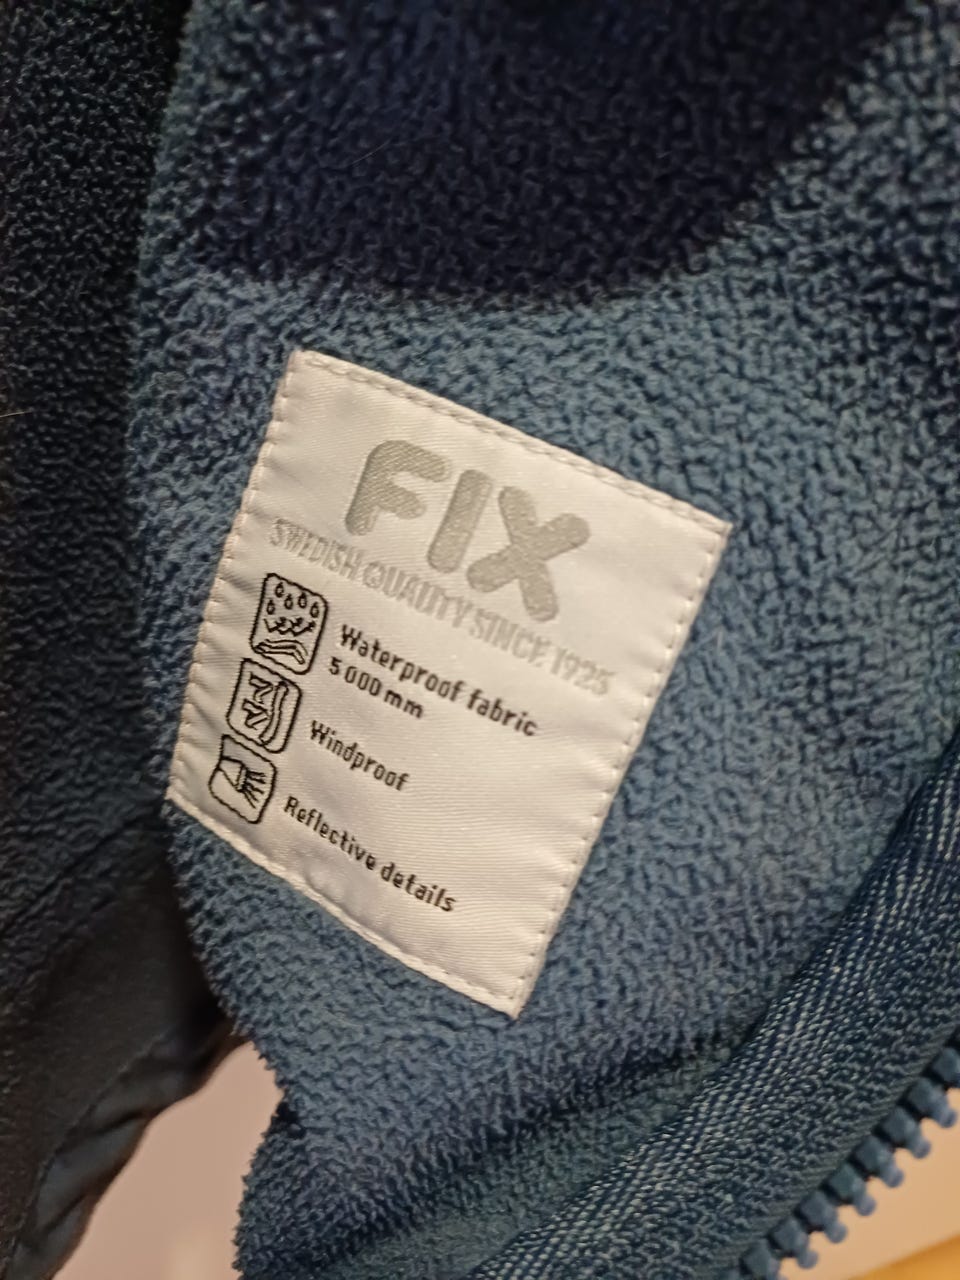 FIX
SWEDISH QUALITY SINCE 1925
Waterproof fabric
5 000 mm
Windproof
Reflective details